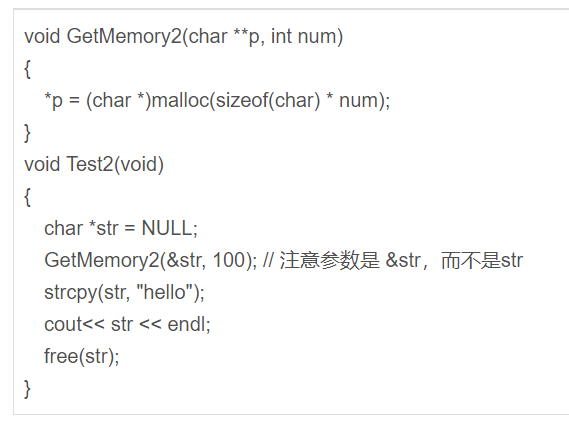 void GetMemory2(char **p, int num)
{
*p = (char *)malloc(sizeof(char) * num);
}
void Test2(void)
{
char *str = NULL;
GetMemory2(&str, 100); // 注意参数是 &str，而不是str
strcpy(str, "hello");
cout<< str << endl;
free(str);
}